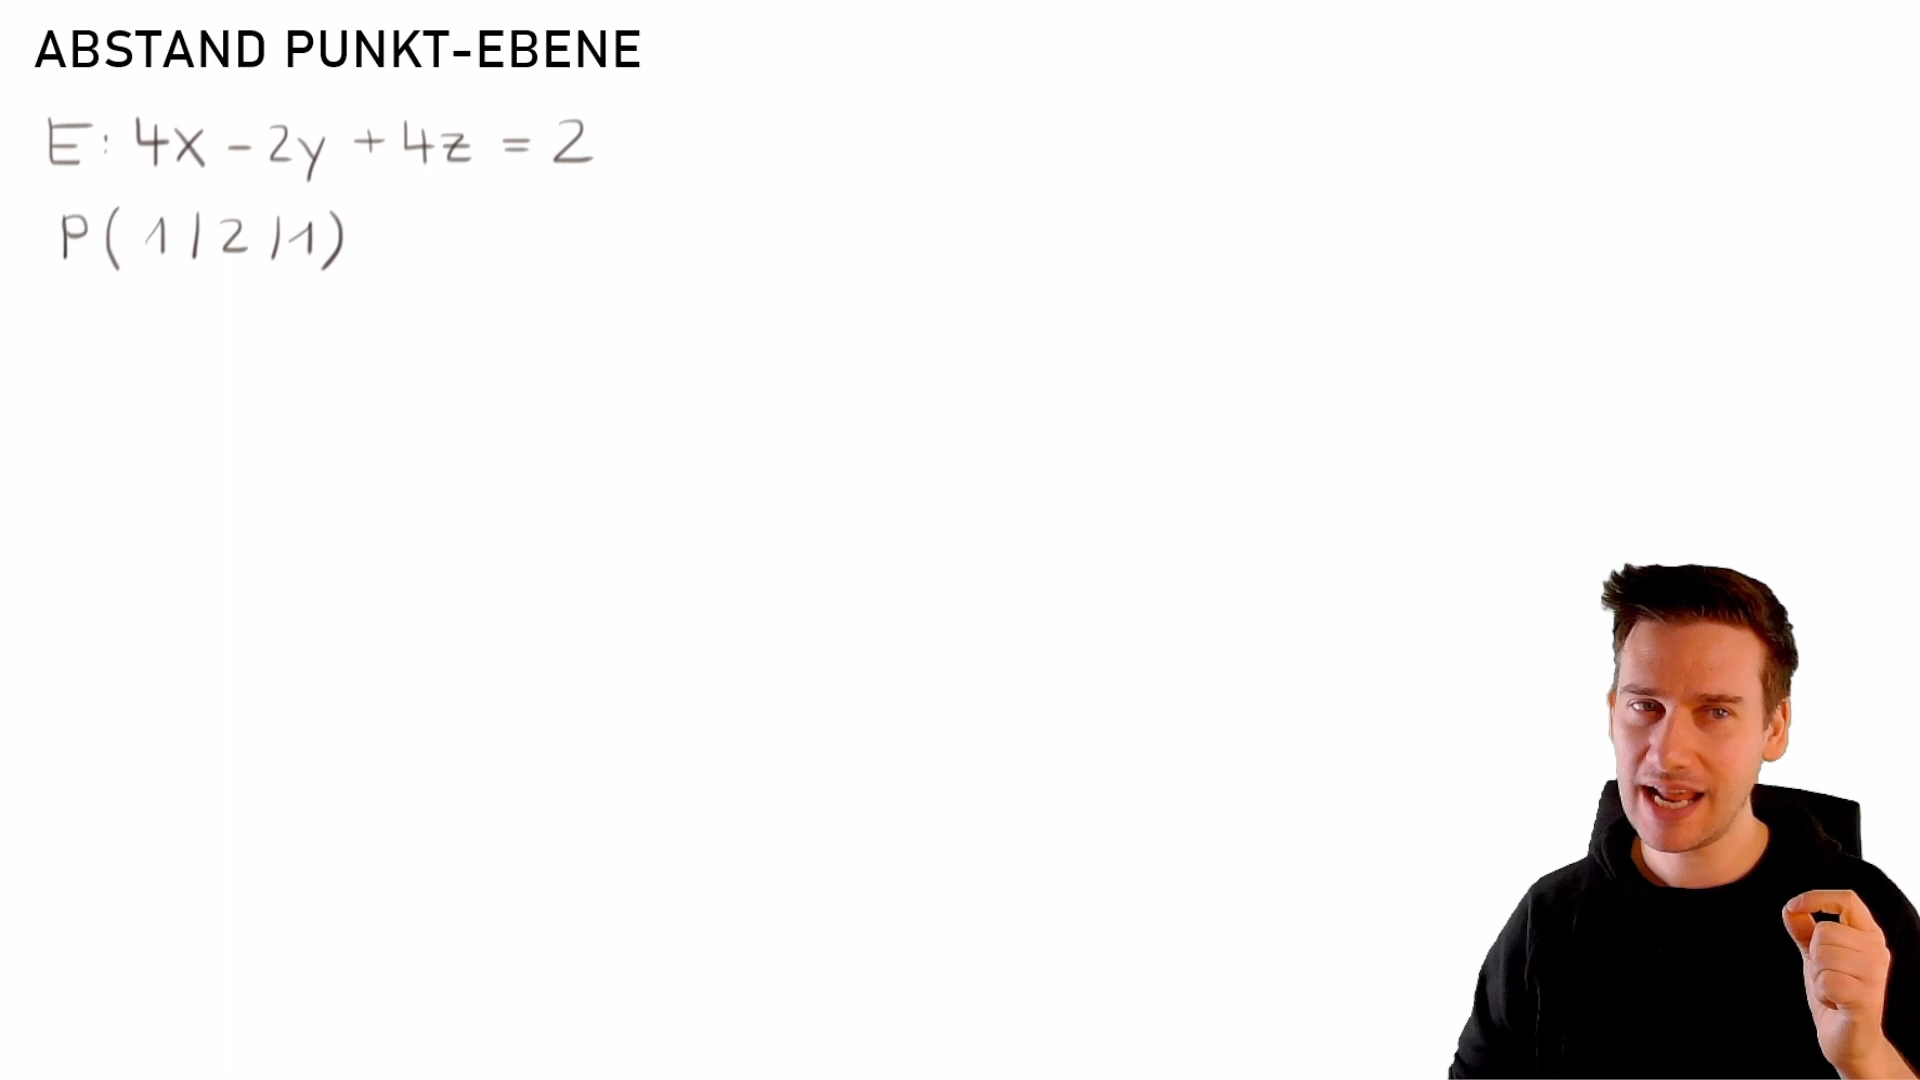 ABSTAND PUNKT-EBENE
E: 4x - 2y + 4z = 2
P( 1 | 2 | 1 )